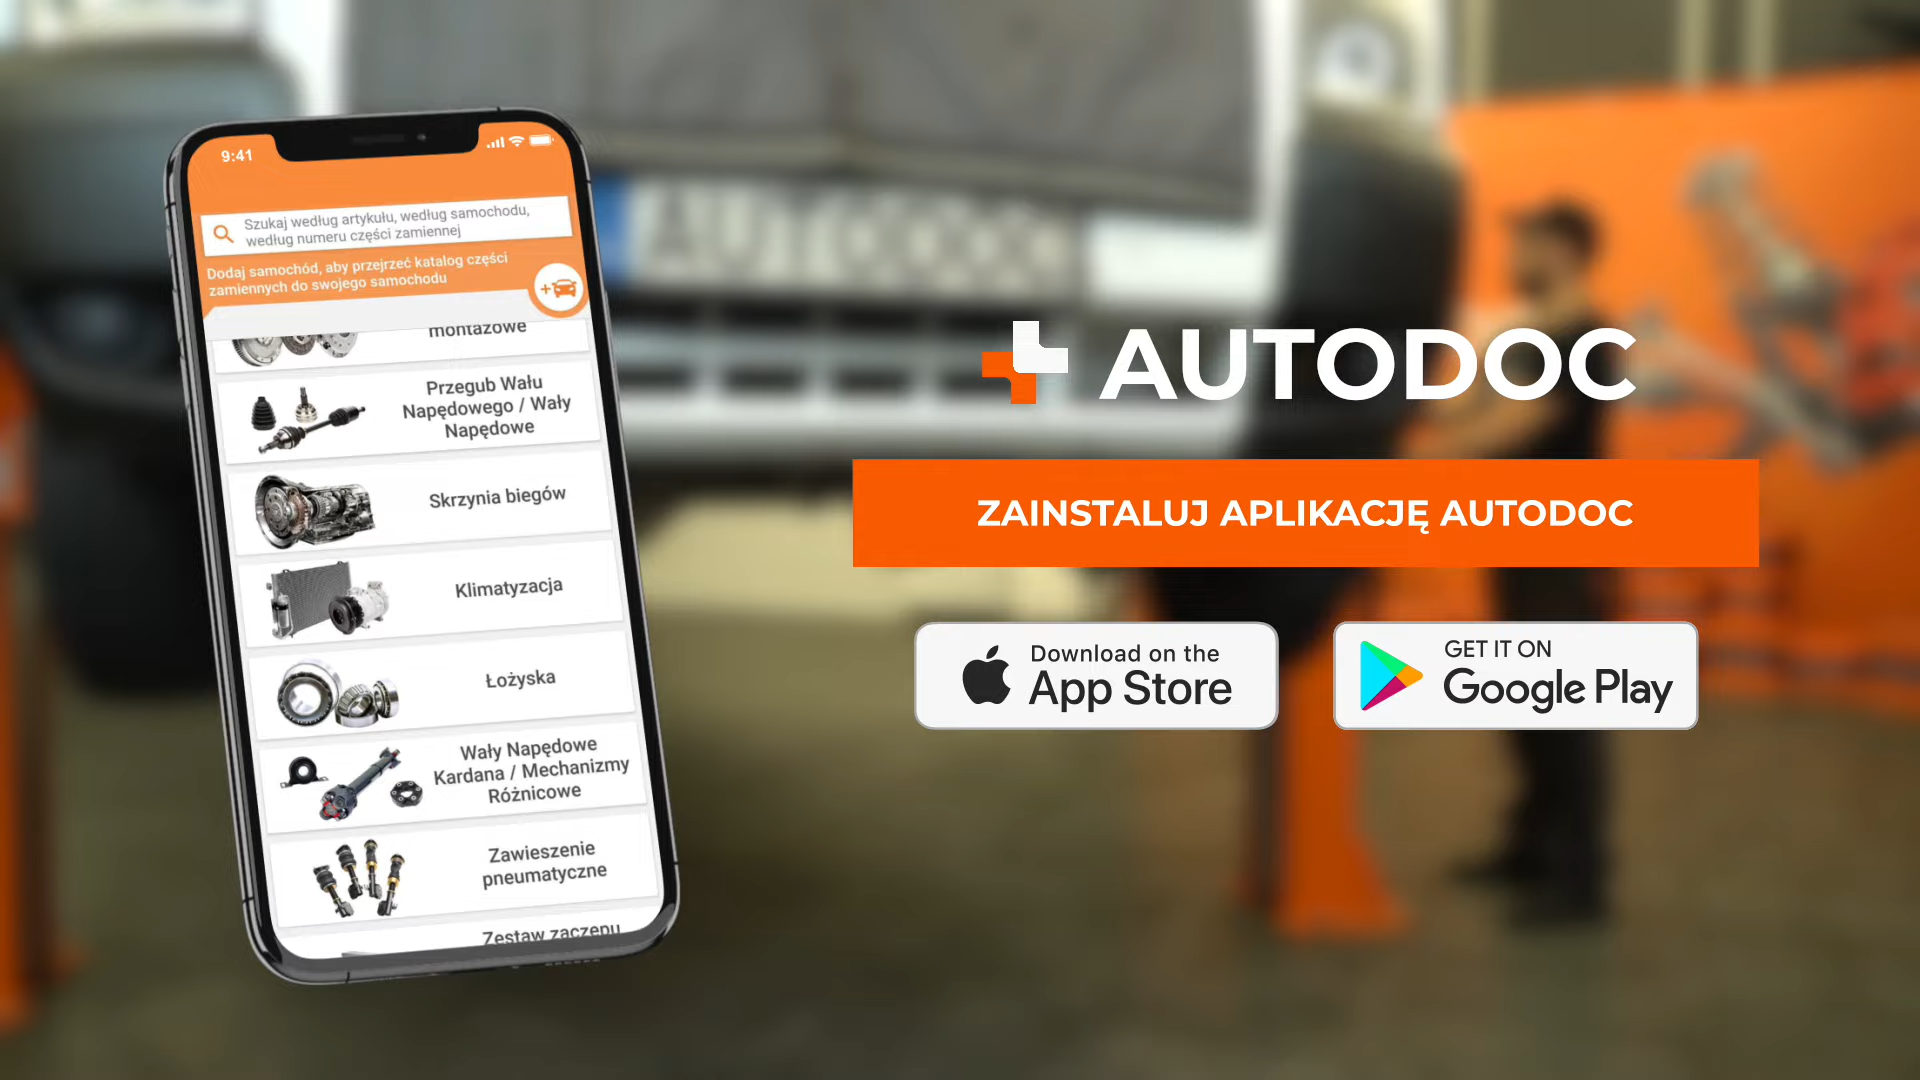 9:41
Szukaj według artykułu, według samochodu,
według numeru części zamiennej
Dodaj samochód, aby przejrzeć katalog części
zamiennych do swojego samochodu
montażowe
Przegub Wału
Napędowego / Wały
Napędowe
Skrzynia biegów
Klimatyzacja
Łożyska
Wały Napędowe
Kardana / Mechanizmy
Różnicowe
Zawieszenie
pneumatyczne
Zestaw zaczepu
AUTODOC
ZAINSTALUJ APLIKACJĘ AUTODOC
Download on the
App Store
GET IT ON
Google Play